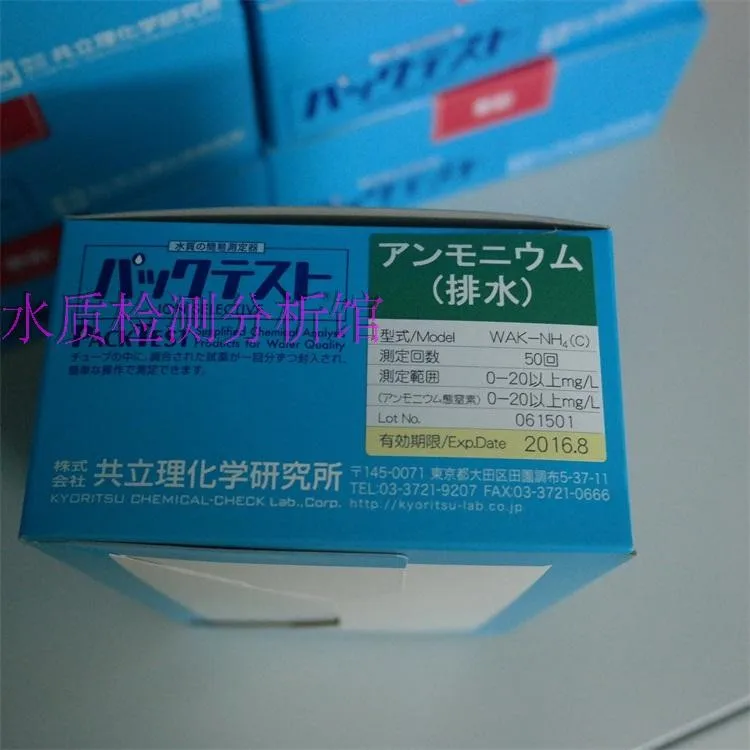 共立理化学研究所
パックテスト
水質の簡易測定器
パックテスト
水质检测分析馆
Simplified Chemical Analysis
Products for Water Quality
チューブの中に、調合された試薬が一回分ずつ封入され、
簡単な操作で測定できます。
アンモニウム
(排水)
型式/Model WAK-NH₄(C)
測定回数 50回
測定範囲 0-20以上mg/L
(アンモニウム態窒素) 0-20以上mg/L
Lot No. 061501
有効期限/Exp.Date 2016.8
株式会社 共立理化学研究所
KYORITSU CHEMICAL-CHECK Lab.,Corp.
〒145-0071 東京都大田区田園調布5-37-11
TEL:03-3721-9207 FAX:03-3721-0666
http://kyoritsu-lab.co.jp